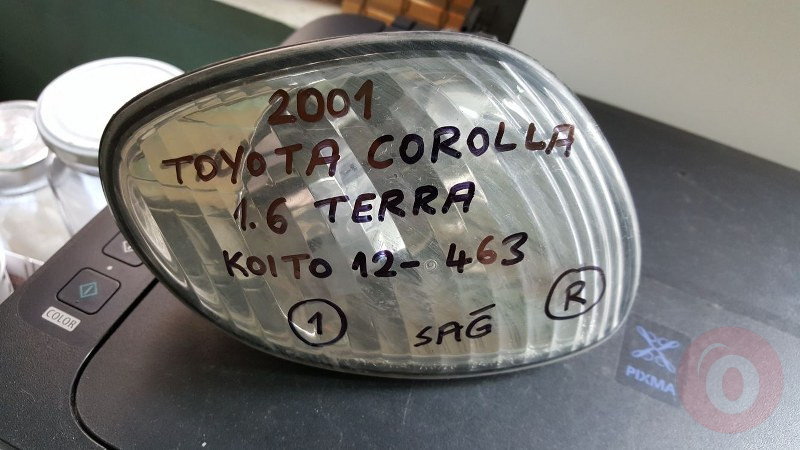 2001
TOYOTA COROLLA
1.6 TERRA
KOITO 12-463
1 SAĞ R
COLOR
PIXMA